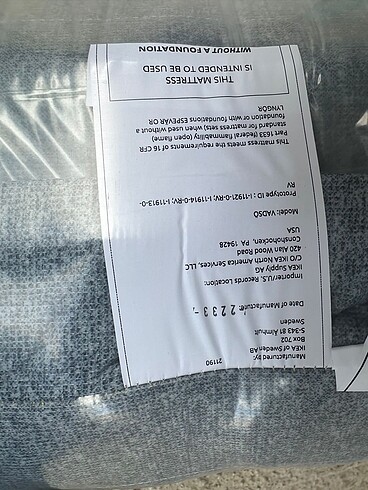 21190
Manufactured by:
IKEA of Sweden AB
Box 702
S-343 81 Älmhult
Sweden
Date of Manufacture: 2233-
Importer/U.S. Records Location:
IKEA Supply AG
C/O IKEA North America Services, LLC
420 Alan Wood Road
Conshohocken, PA 19428
USA
Model: VADSÖ
Prototype ID : I-11921-0-RV; I-11914-0-RV; I-11913-0-
RV
This mattress meets the requirements of 16 CFR
Part 1633 (federal flammability (open flame)
standard for mattress sets) when used without a
foundation or with foundations ESPEVÄR OR
LYNGÖR
THIS MATTRESS
IS INTENDED TO BE USED
WITHOUT A FOUNDATION